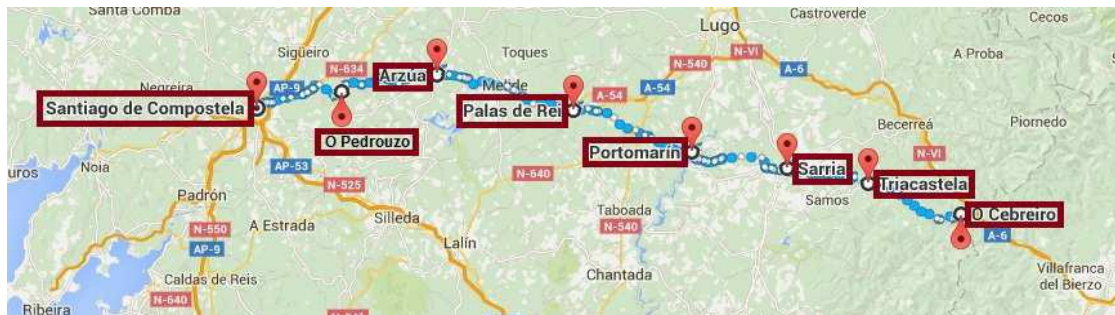 Santa Comba
Castroverde
Cecos
Lugo
Sigüeiro
Toques
N-VI
A Proba
N-634
N-540
A-6
Arzúa
Negreira
AP-9
Melide
A-54
A-54
Santiago de Compostela
Palas de Rei
Becerreá
Piornedo
O Pedrouzo
Portomarín
N-VI
Noia
AP-53
Sarria
N-640
Triacastela
N-525
Padrón
Samos
Taboada
Silleda
O Cebreiro
A Estrada
N-550
N-540
A-6
Lalín
AP-9
Caldas de Reis
Chantada
Villafranca
del Bierzo
N-640
Ribeira